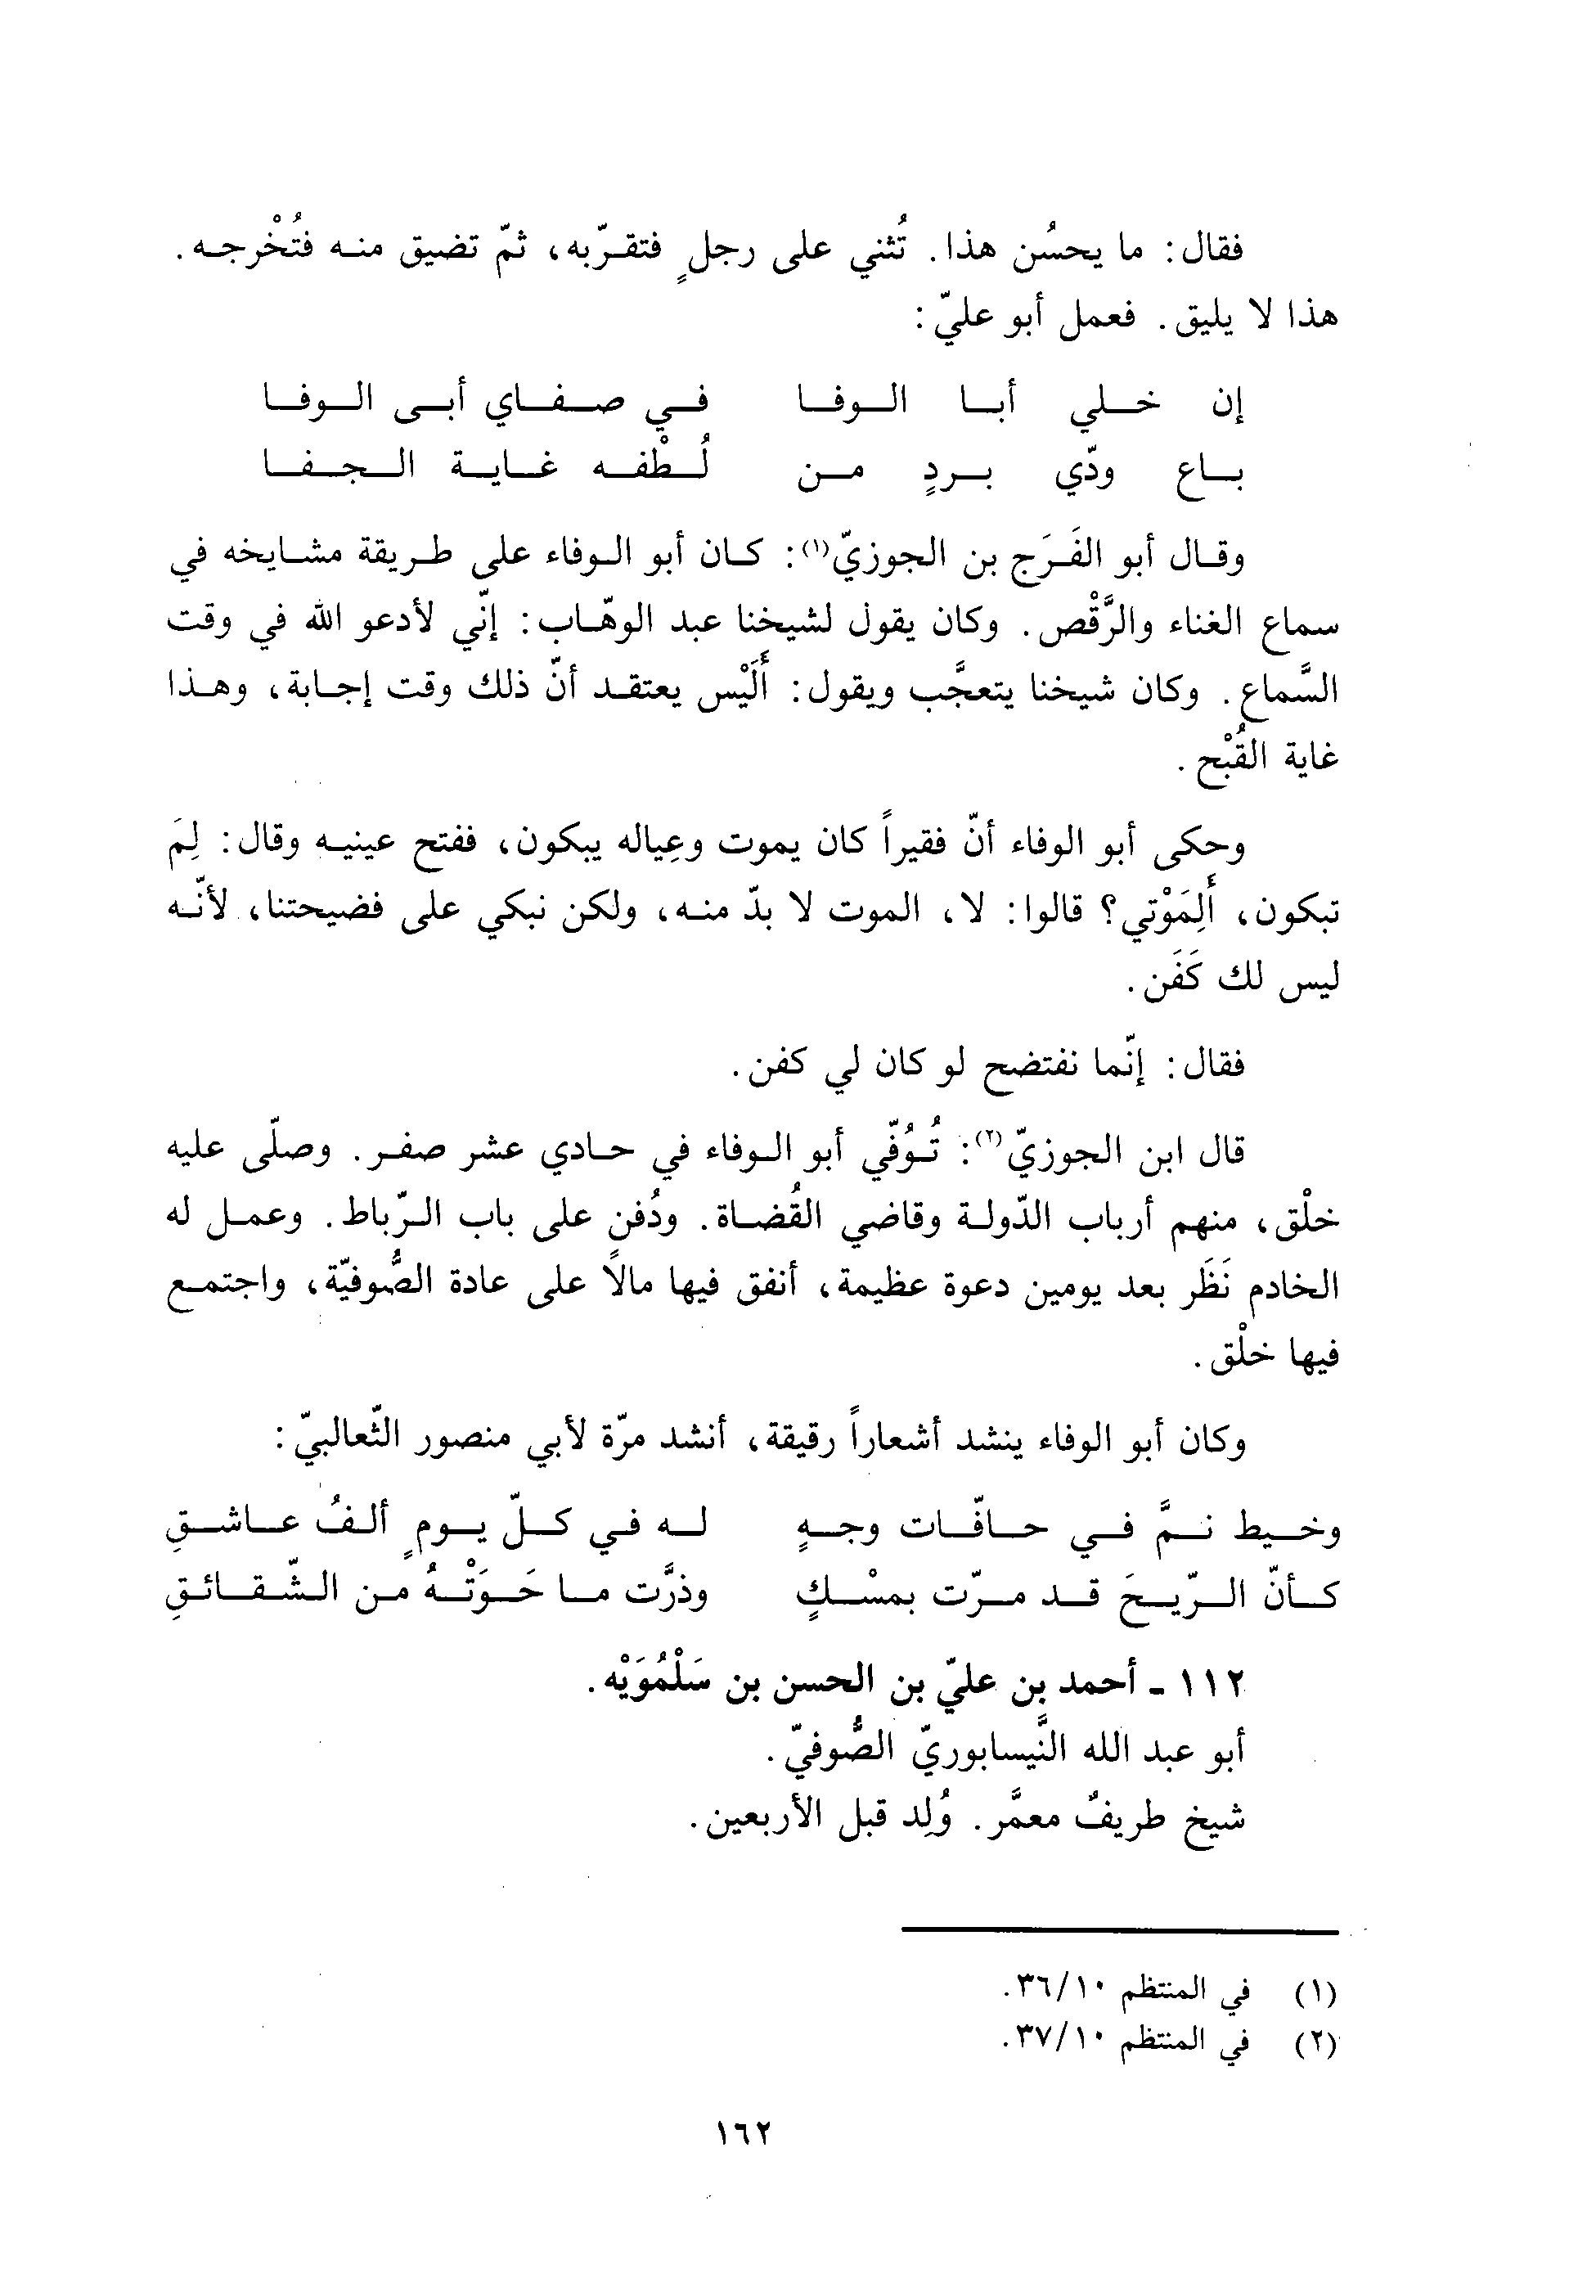 فقال: ما يحسُن هذا. تُثني على رجلٍ فتقرّبه، ثمّ تضيق منه فتُخْرجه.
هذا لا يليق. فعمل أبو عليّ:
إن خلي أبا الوفا في صفاي أبى الوفا
باع ودّي بردٍ من لُطْفه غاية الجفا
وقال أبو الفَرَج بن الجوزيّ(١): كان أبو الوفاء على طريقة مشايخه في
سماع الغناء والرَّقْص. وكان يقول لشيخنا عبد الوهّاب: إنّي لأدعو الله في وقت
السَّماع. وكان شيخنا يتعجَّب ويقول: أَلَيْس يعتقد أنّ ذلك وقت إجابة، وهذا
غاية القُبْح.
وحكى أبو الوفاء أنّ فقيراً كان يموت وعِياله يبكون، ففتح عينيه وقال: لِمَ
تبكون، أَلِمَوْتي؟ قالوا: لا، الموت لا بدّ منه، ولكن نبكي على فضيحتنا، لأنّه
ليس لك كَفَن.
فقال: إنّما نفتضح لو كان لي كفن.
قال ابن الجوزيّ(٢): تُوُفّي أبو الوفاء في حادي عشر صفر. وصلّى عليه
خلْق، منهم أرباب الدّولة وقاضي القُضاة. ودُفن على باب الرّباط. وعمل له
الخادم نَظَر بعد يومين دعوة عظيمة، أنفق فيها مالاً على عادة الصُّوفيّة، واجتمع
فيها خلْق.
وكان أبو الوفاء ينشد أشعاراً رقيقة، أنشد مرّة لأبي منصور الثّعالبيّ:
وخيط نمَّ في حافّات وجهٍ له في كلّ يومٍ ألفُ عاشقِ
كأنّ الرّيحَ قد مرّت بمسْكٍ وذرَّت ما حَوَتْهُ من الشّقائقِ
١١٢ - أحمد بن عليّ بن الحسن بن سَلْمُوَيْه.
أبو عبد الله النَّيسابوريّ الصُّوفيّ.
شيخ طريفٌ معمَّر. وُلِد قبل الأربعين.
(١) في المنتظم ٣٦/١٠.
(٢) في المنتظم ٣٧/١٠.
١٦٢